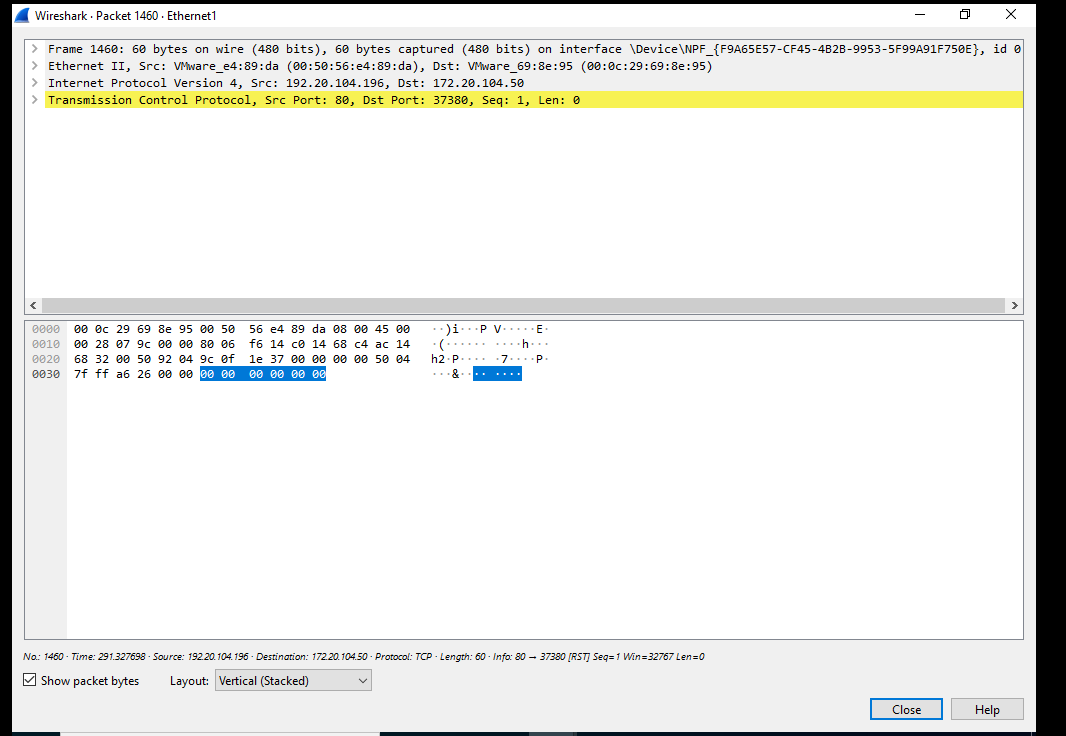 Wireshark · Packet 1460 · Ethernet1
Frame 1460: 60 bytes on wire (480 bits), 60 bytes captured (480 bits) on interface \Device\NPF_{F9A65E57-CF45-4B2B-9953-5F99A91F750E}, id 0
Ethernet II, Src: VMware_e4:89:da (00:50:56:e4:89:da), Dst: VMware_69:8e:95 (00:0c:29:69:8e:95)
Internet Protocol Version 4, Src: 192.20.104.196, Dst: 172.20.104.50
Transmission Control Protocol, Src Port: 80, Dst Port: 37380, Seq: 1, Len: 0
0000 00 0c 29 69 8e 95 00 50 56 e4 89 da 08 00 45 00 ··)i···P V·····E·
0010 00 28 07 9c 00 00 80 06 f6 14 c0 14 68 c4 ac 14 ·(······ ····h···
0020 68 32 00 50 92 04 9c 0f 1e 37 00 00 00 00 50 04 h2·P···· ·7····P·
0030 7f ff a6 26 00 00 00 00 00 00 00 00 ···&···· ····
No.: 1460 · Time: 291.327698 · Source: 192.20.104.196 · Destination: 172.20.104.50 · Protocol: TCP · Length: 60 · Info: 80 → 37380 [RST] Seq=1 Win=32767 Len=0
Show packet bytes Layout: Vertical (Stacked)
Close Help